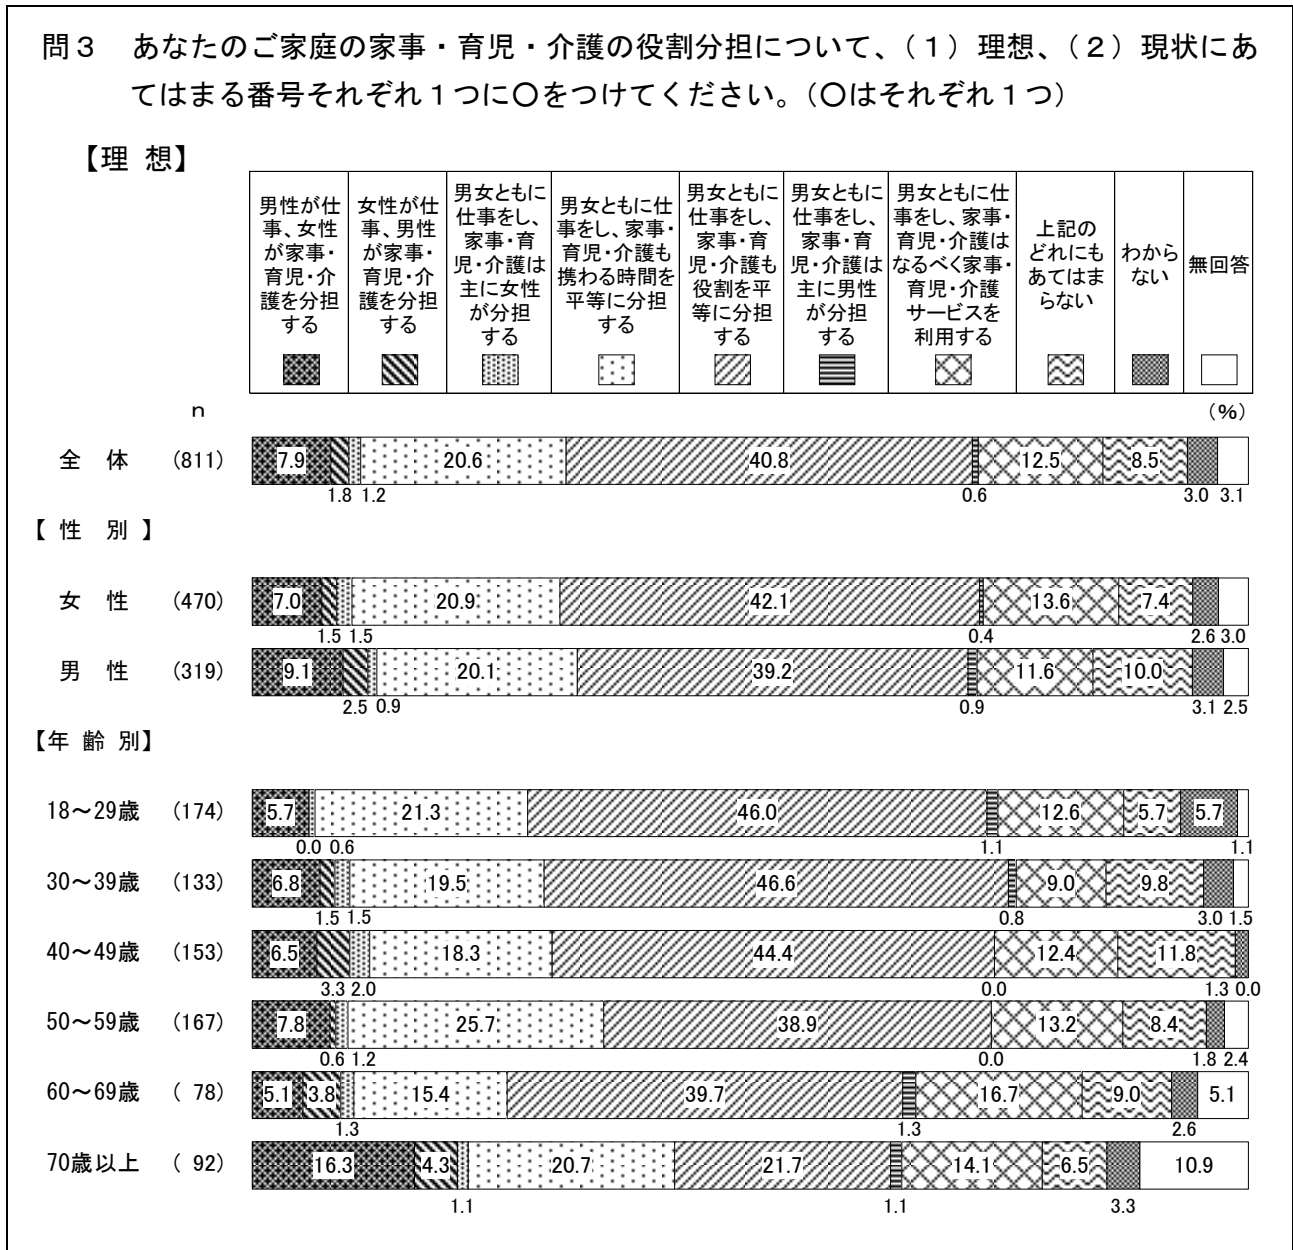 問３　あなたのご家庭の家事・育児・介護の役割分担について、（１）理想、（２）現状にあ
てはまる番号それぞれ１つに○をつけてください。（○はそれぞれ１つ）
【理 想】
男性が仕
事、女性
が家事・
育児・介
護を分担
する
女性が仕
事、男性
が家事・
育児・介
護を分担
する
男女ともに
仕事をし、
家事・育
児・介護は
主に女性
が分担
する
男女ともに仕
事をし、家事・
育児・介護も
携わる時間を
平等に分担
する
男女ともに
仕事をし、
家事・育
児・介護も
役割を平
等に分担
する
男女ともに
仕事をし、
家事・育
児・介護は
主に男性
が分担
する
男女ともに仕
事をし、家事・
育児・介護は
なるべく家事・
育児・介護
サービスを
利用する
上記の
どれにも
あてはま
らない
わから
ない
無回答
ｎ
(%)
全 体 (811) 7.9 20.6 40.8 12.5 8.5
1.8 1.2 0.6 3.0 3.1
【 性 別 】
女 性 (470) 7.0 20.9 42.1 13.6 7.4
1.5 1.5 0.4 2.6 3.0
男 性 (319) 9.1 20.1 39.2 11.6 10.0
2.5 0.9 0.9 3.1 2.5
【年 齢 別】
18～29歳 (174) 5.7 21.3 46.0 12.6 5.7 5.7
0.0 0.6 1.1 1.1
30～39歳 (133) 6.8 19.5 46.6 9.0 9.8
1.5 1.5 0.8 3.0 1.5
40～49歳 (153) 6.5 18.3 44.4 12.4 11.8
3.3 2.0 0.0 1.3 0.0
50～59歳 (167) 7.8 25.7 38.9 13.2 8.4
0.6 1.2 0.0 1.8 2.4
60～69歳 ( 78) 5.1 3.8 15.4 39.7 16.7 9.0 5.1
1.3 1.3 2.6
70歳以上 ( 92) 16.3 4.3 20.7 21.7 14.1 6.5 10.9
1.1 1.1 3.3